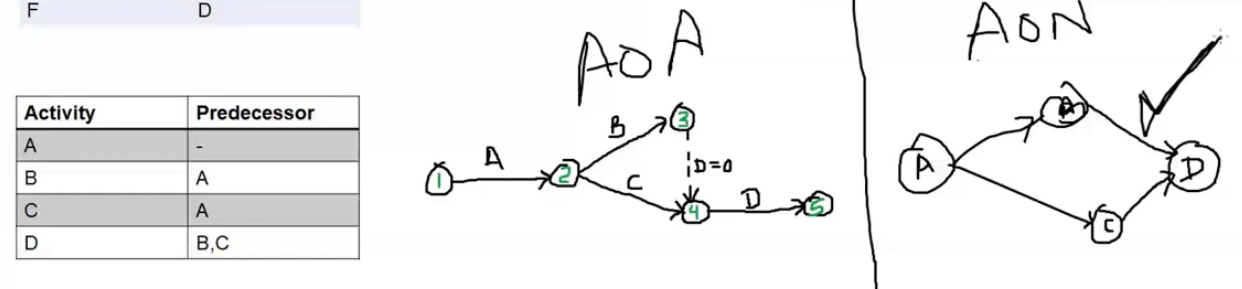 F D
Activity Predecessor
A -
B A
C A
D B,C
AOA
1 A 2 B 3
C D=0
4 D 5
AON
A
C
D